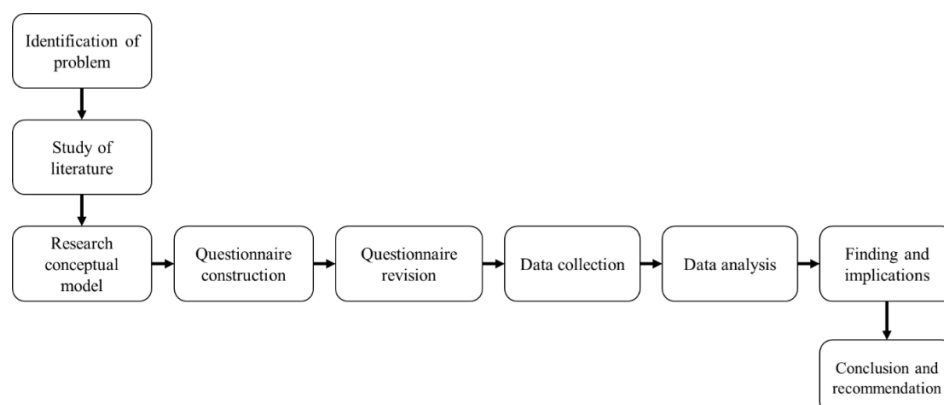 Identification of
problem
Study of
literature
Research
conceptual
model
Questionnaire
construction
Questionnaire
revision
Data collection
Data analysis
Finding and
implications
Conclusion and
recommendation